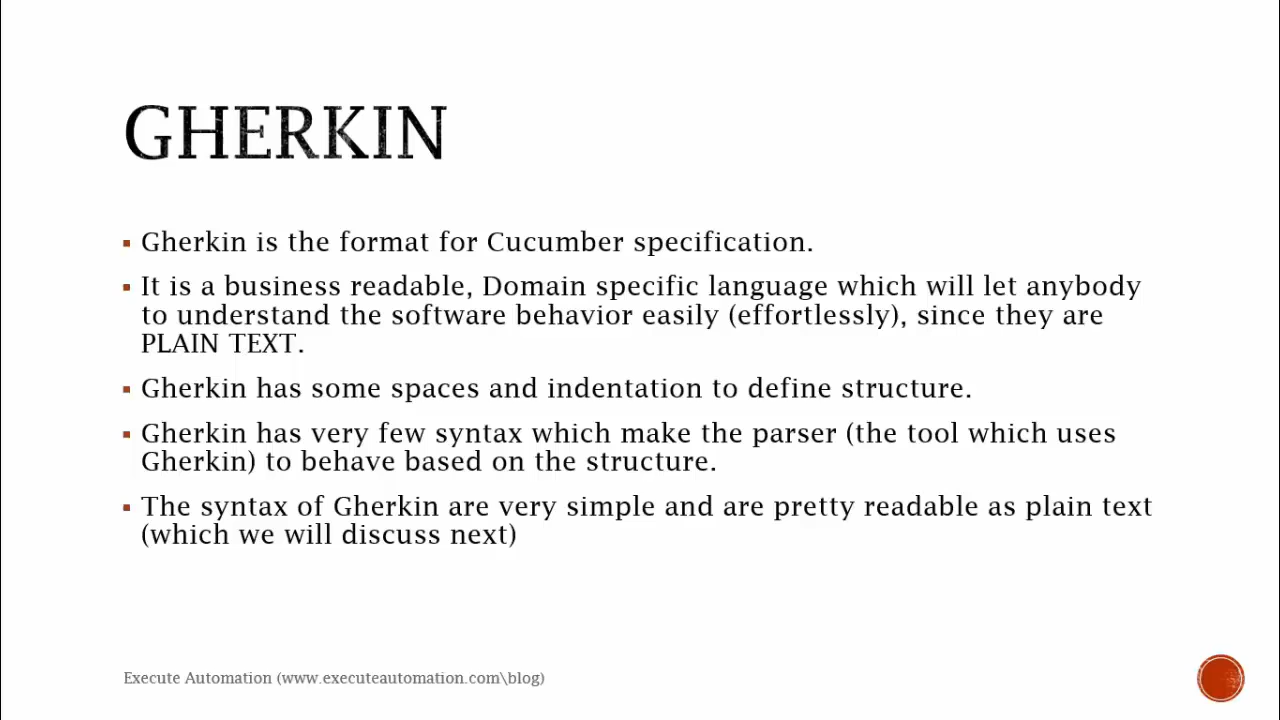 GHERKIN
▪ Gherkin is the format for Cucumber specification.
▪ It is a business readable, Domain specific language which will let anybody
to understand the software behavior easily (effortlessly), since they are
PLAIN TEXT.
▪ Gherkin has some spaces and indentation to define structure.
▪ Gherkin has very few syntax which make the parser (the tool which uses
Gherkin) to behave based on the structure.
▪ The syntax of Gherkin are very simple and are pretty readable as plain text
(which we will discuss next)
Execute Automation (www.executeautomation.com\blog)